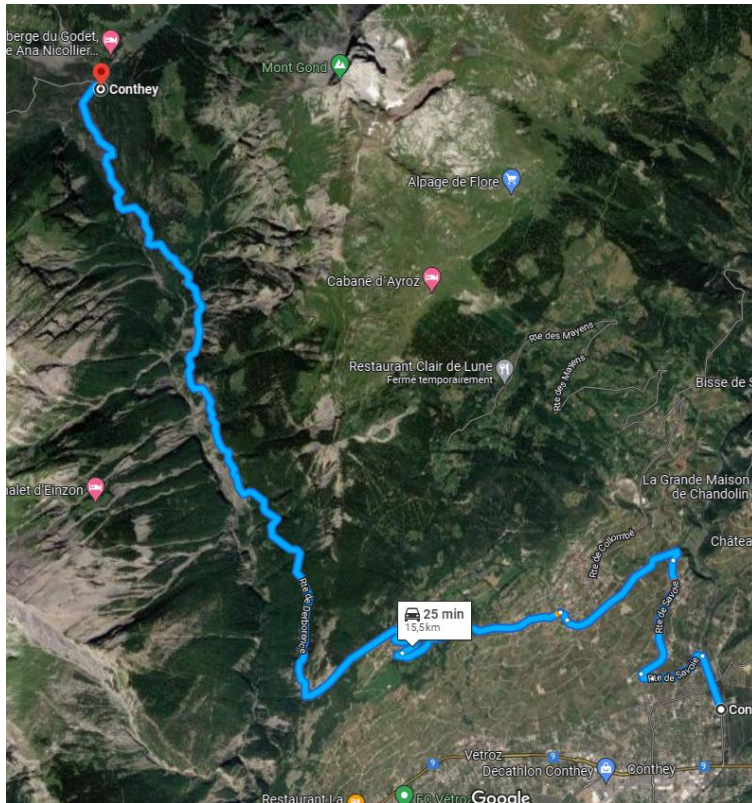 berge du Godet,
e Ana Nicollier...
Conthey
Mont Gond
Alpage de Flore
Cabane d'Ayroz
Rte des Mayens
Restaurant Clair de Lune
Fermé temporairement
Rte des Mayens
Bisse de S
alet d'Einzon
La Grande Maison
de Chandolin
Rte de Collombé
Châtea
Rte de Derborence
25 min
15,5 km
Rte de Savoie
Rte de Savoie
Con
9
Vétroz
9
Decathlon Conthey
Conthey
9
Restaurant La
FC Vétroz
Google